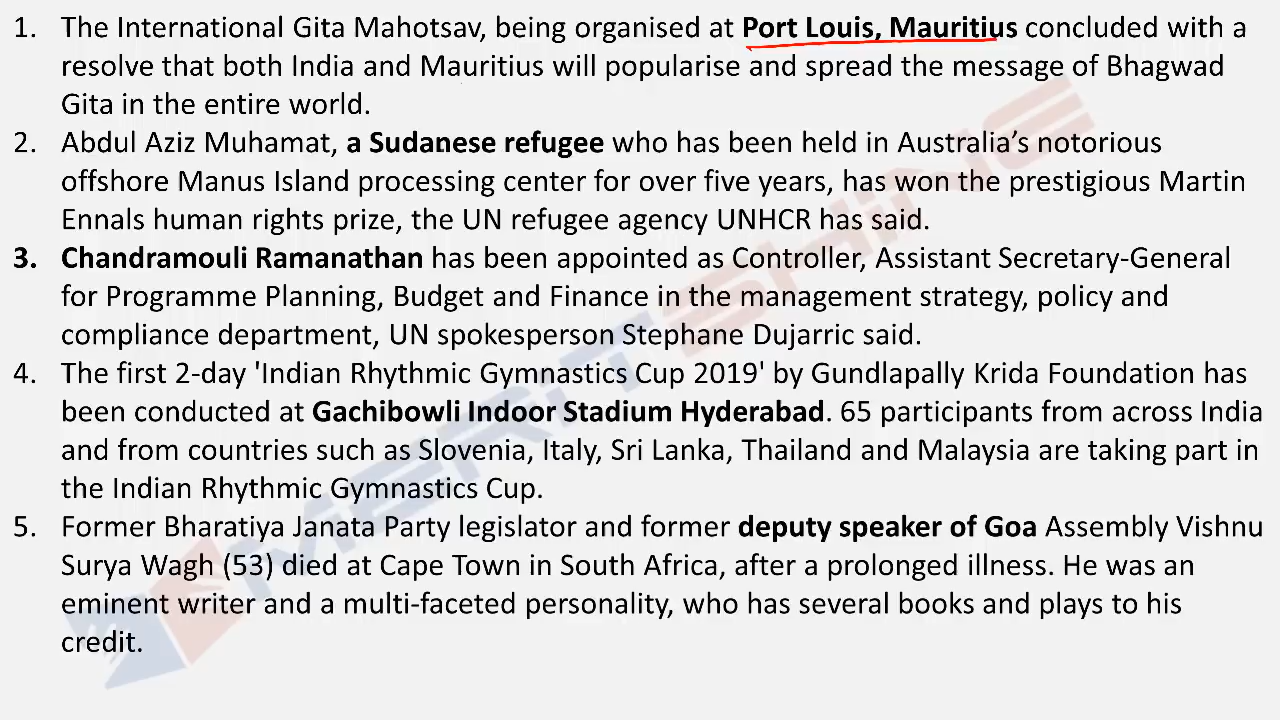 1. The International Gita Mahotsav, being organised at Port Louis, Mauritius concluded with a
resolve that both India and Mauritius will popularise and spread the message of Bhagwad
Gita in the entire world.
2. Abdul Aziz Muhamat, a Sudanese refugee who has been held in Australia’s notorious
offshore Manus Island processing center for over five years, has won the prestigious Martin
Ennals human rights prize, the UN refugee agency UNHCR has said.
3. Chandramouli Ramanathan has been appointed as Controller, Assistant Secretary-General
for Programme Planning, Budget and Finance in the management strategy, policy and
compliance department, UN spokesperson Stephane Dujarric said.
4. The first 2-day 'Indian Rhythmic Gymnastics Cup 2019' by Gundlapally Krida Foundation has
been conducted at Gachibowli Indoor Stadium Hyderabad. 65 participants from across India
and from countries such as Slovenia, Italy, Sri Lanka, Thailand and Malaysia are taking part in
the Indian Rhythmic Gymnastics Cup.
5. Former Bharatiya Janata Party legislator and former deputy speaker of Goa Assembly Vishnu
Surya Wagh (53) died at Cape Town in South Africa, after a prolonged illness. He was an
eminent writer and a multi-faceted personality, who has several books and plays to his
credit.
MERITSHINE